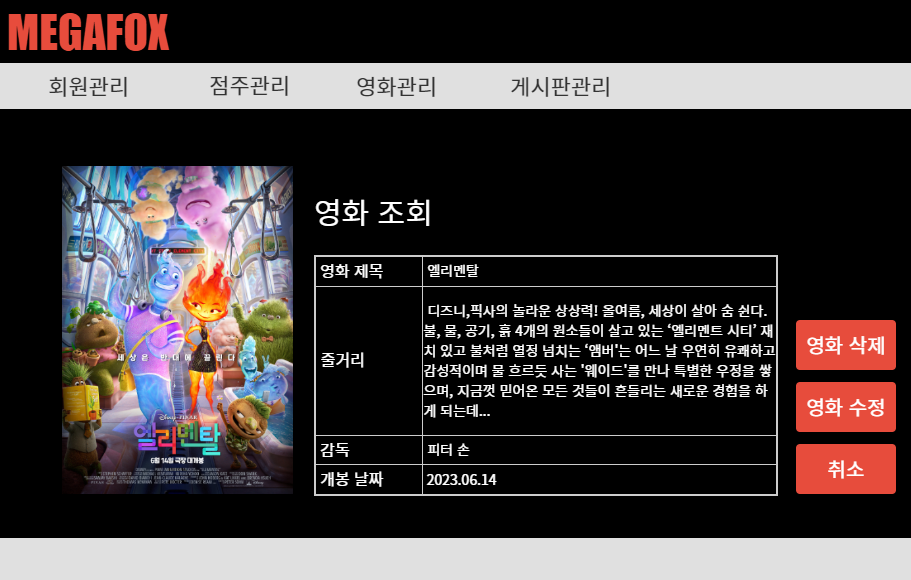 MEGAFOX
회원관리 점주관리 영화관리 게시판관리
영화 조회
세상은 반대에 끌린다
Disney PIXAR
엘리멘탈
6월 14일 극장 대개봉
영화 제목 엘리멘탈
줄거리
디즈니,픽사의 놀라운 상상력! 올여름, 세상이 살아 숨 쉰다.
불, 물, 공기, 흙 4개의 원소들이 살고 있는 ‘엘리멘트 시티’ 재
치 있고 불처럼 열정 넘치는 ‘앰버'는 어느 날 우연히 유쾌하고
감성적이며 물 흐르듯 사는 '웨이드'를 만나 특별한 우정을 쌓
으며, 지금껏 믿어온 모든 것들이 흔들리는 새로운 경험을 하
게 되는데...
감독 피터 손
개봉 날짜 2023.06.14
영화 삭제
영화 수정
취소